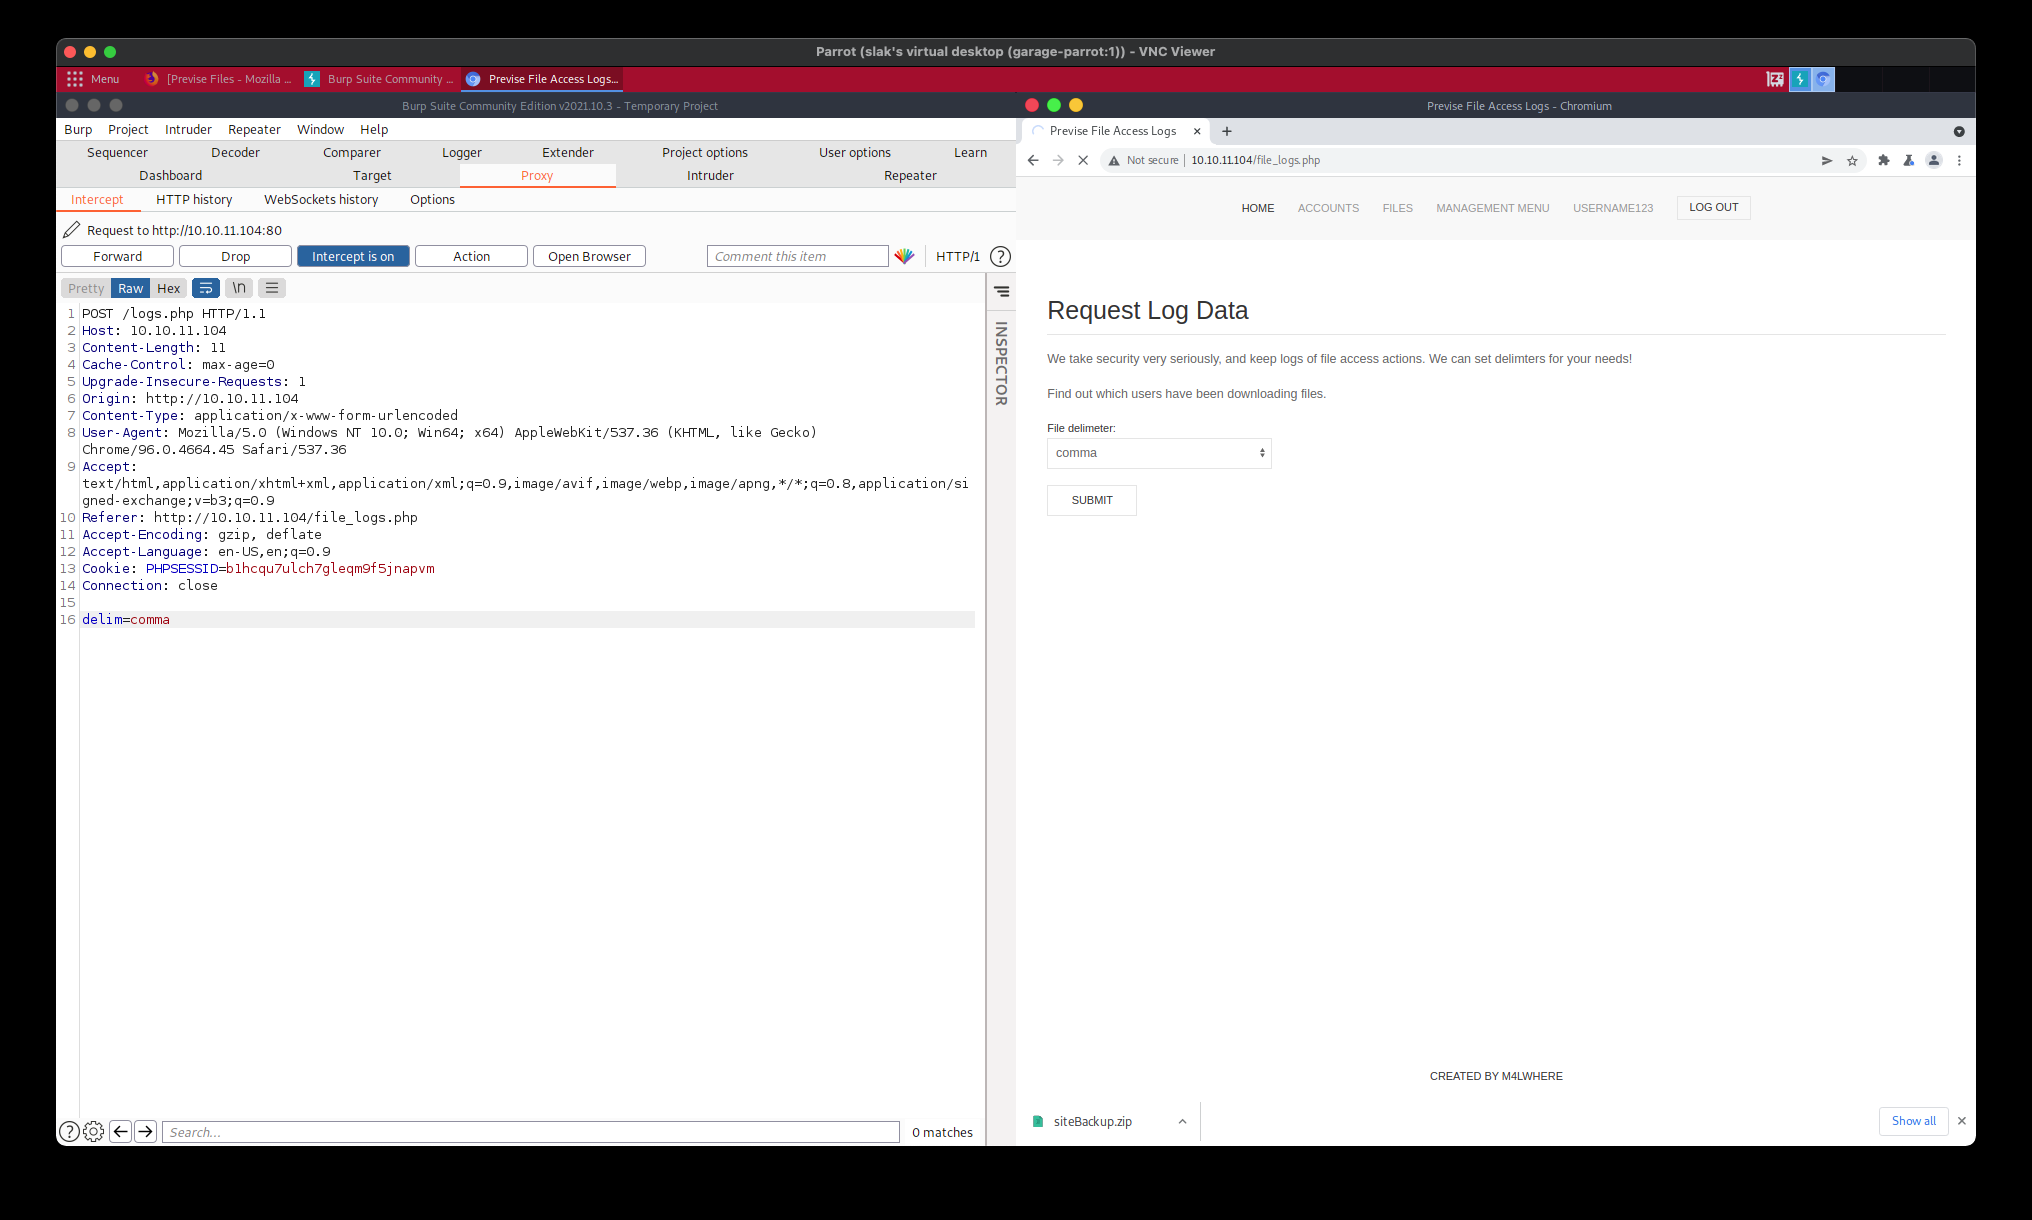 Parrot (slak's virtual desktop (garage-parrot:1)) - VNC Viewer
Menu [Previse Files - Mozilla ... Burp Suite Community ... Previse File Access Logs...
Burp Suite Community Edition v2021.10.3 - Temporary Project
Burp Project Intruder Repeater Window Help
Sequencer Decoder Comparer Logger Extender Project options User options Learn
Dashboard Target Proxy Intruder Repeater
Intercept HTTP history WebSockets history Options
Request to http://10.10.11.104:80
Forward Drop Intercept is on Action Open Browser Comment this item HTTP/1 ?
Pretty Raw Hex \n
INSPECTOR
1 POST /logs.php HTTP/1.1
2 Host: 10.10.11.104
3 Content-Length: 11
4 Cache-Control: max-age=0
5 Upgrade-Insecure-Requests: 1
6 Origin: http://10.10.11.104
7 Content-Type: application/x-www-form-urlencoded
8 User-Agent: Mozilla/5.0 (Windows NT 10.0; Win64; x64) AppleWebKit/537.36 (KHTML, like Gecko)
Chrome/96.0.4664.45 Safari/537.36
9 Accept:
text/html,application/xhtml+xml,application/xml;q=0.9,image/avif,image/webp,image/apng,*/*;q=0.8,application/si
gned-exchange;v=b3;q=0.9
10 Referer: http://10.10.11.104/file_logs.php
11 Accept-Encoding: gzip, deflate
12 Accept-Language: en-US,en;q=0.9
13 Cookie: PHPSESSID=b1hcqu7ulch7gleqm9f5jnapvm
14 Connection: close
15
16 delim=comma
? Search... 0 matches
Previse File Access Logs - Chromium
Previse File Access Logs
Not secure | 10.10.11.104/file_logs.php
HOME ACCOUNTS FILES MANAGEMENT MENU USERNAME123 LOG OUT
Request Log Data
We take security very seriously, and keep logs of file access actions. We can set delimters for your needs!
Find out which users have been downloading files.
File delimeter:
comma
SUBMIT
CREATED BY M4LWHERE
siteBackup.zip Show all